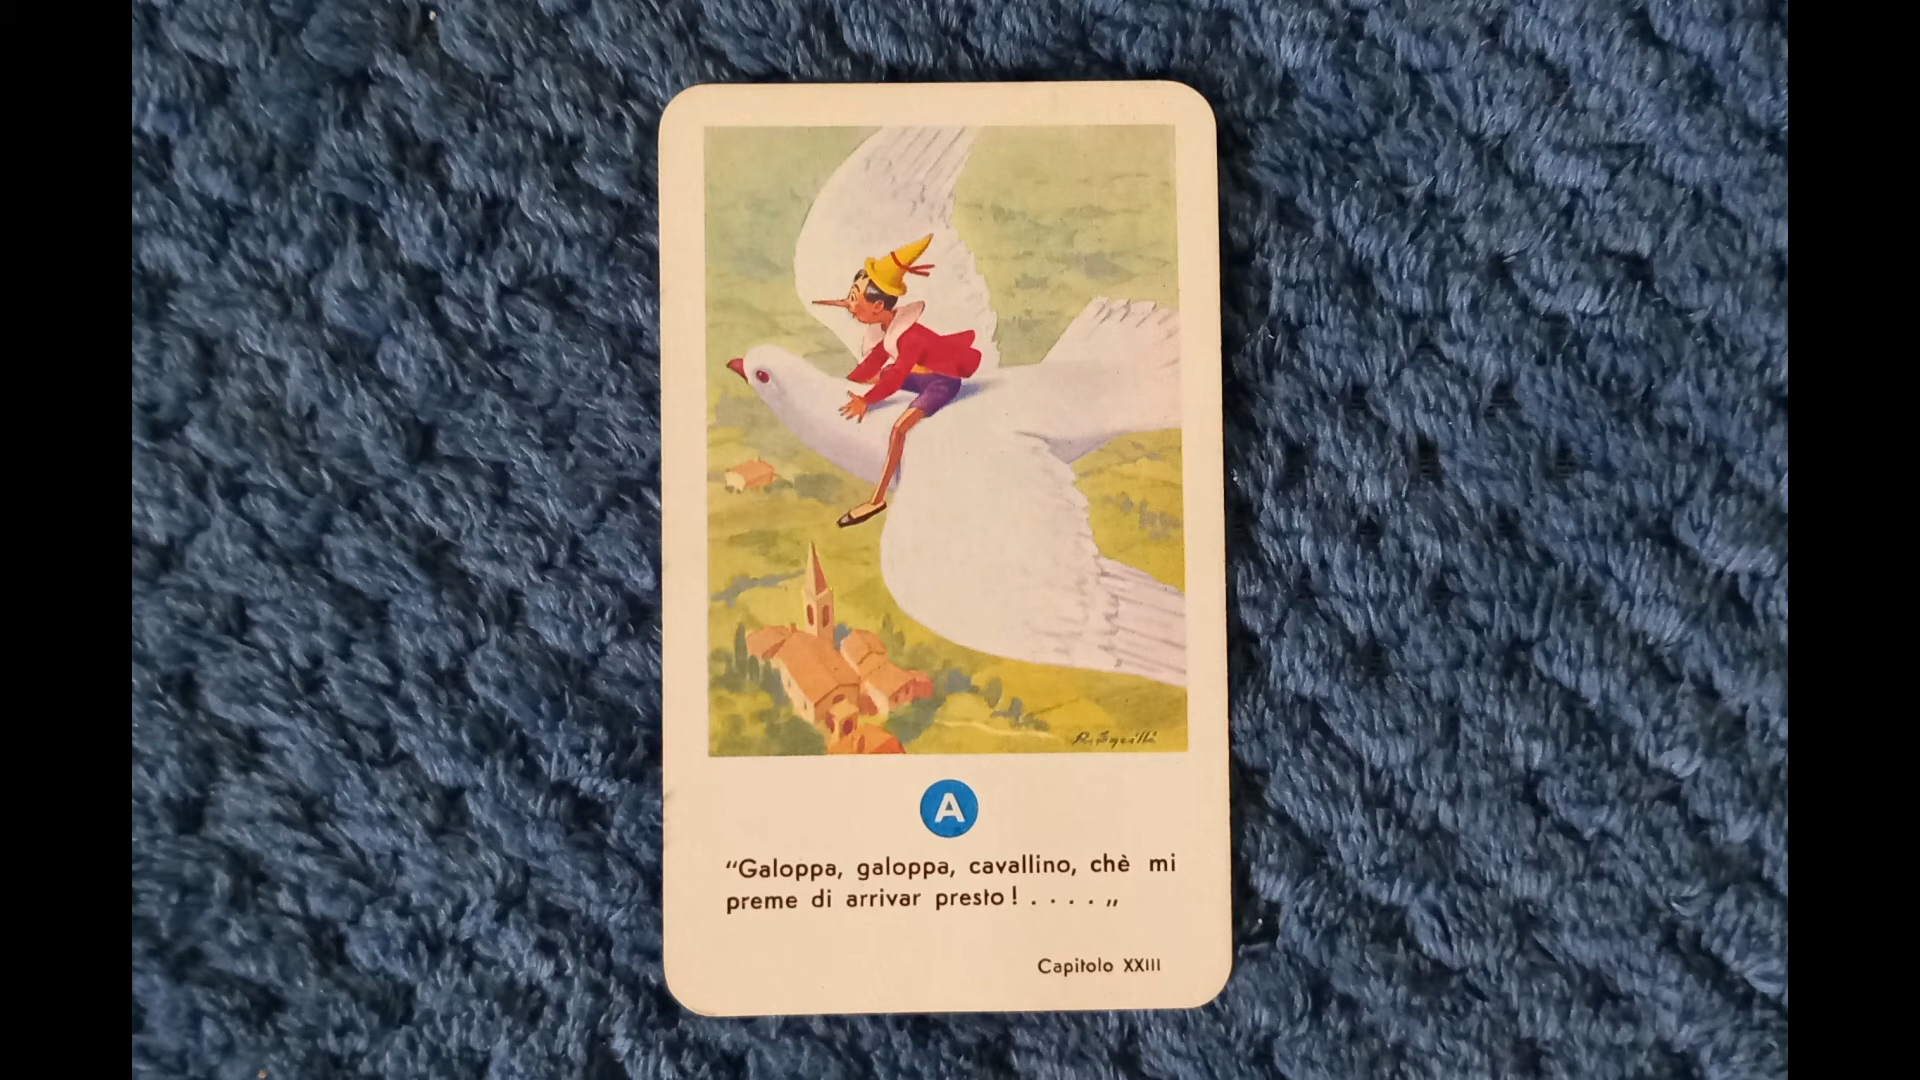 A
“Galoppa, galoppa, cavallino, chè mi
preme di arrivar presto ! . . . . „
Capitolo XXIII